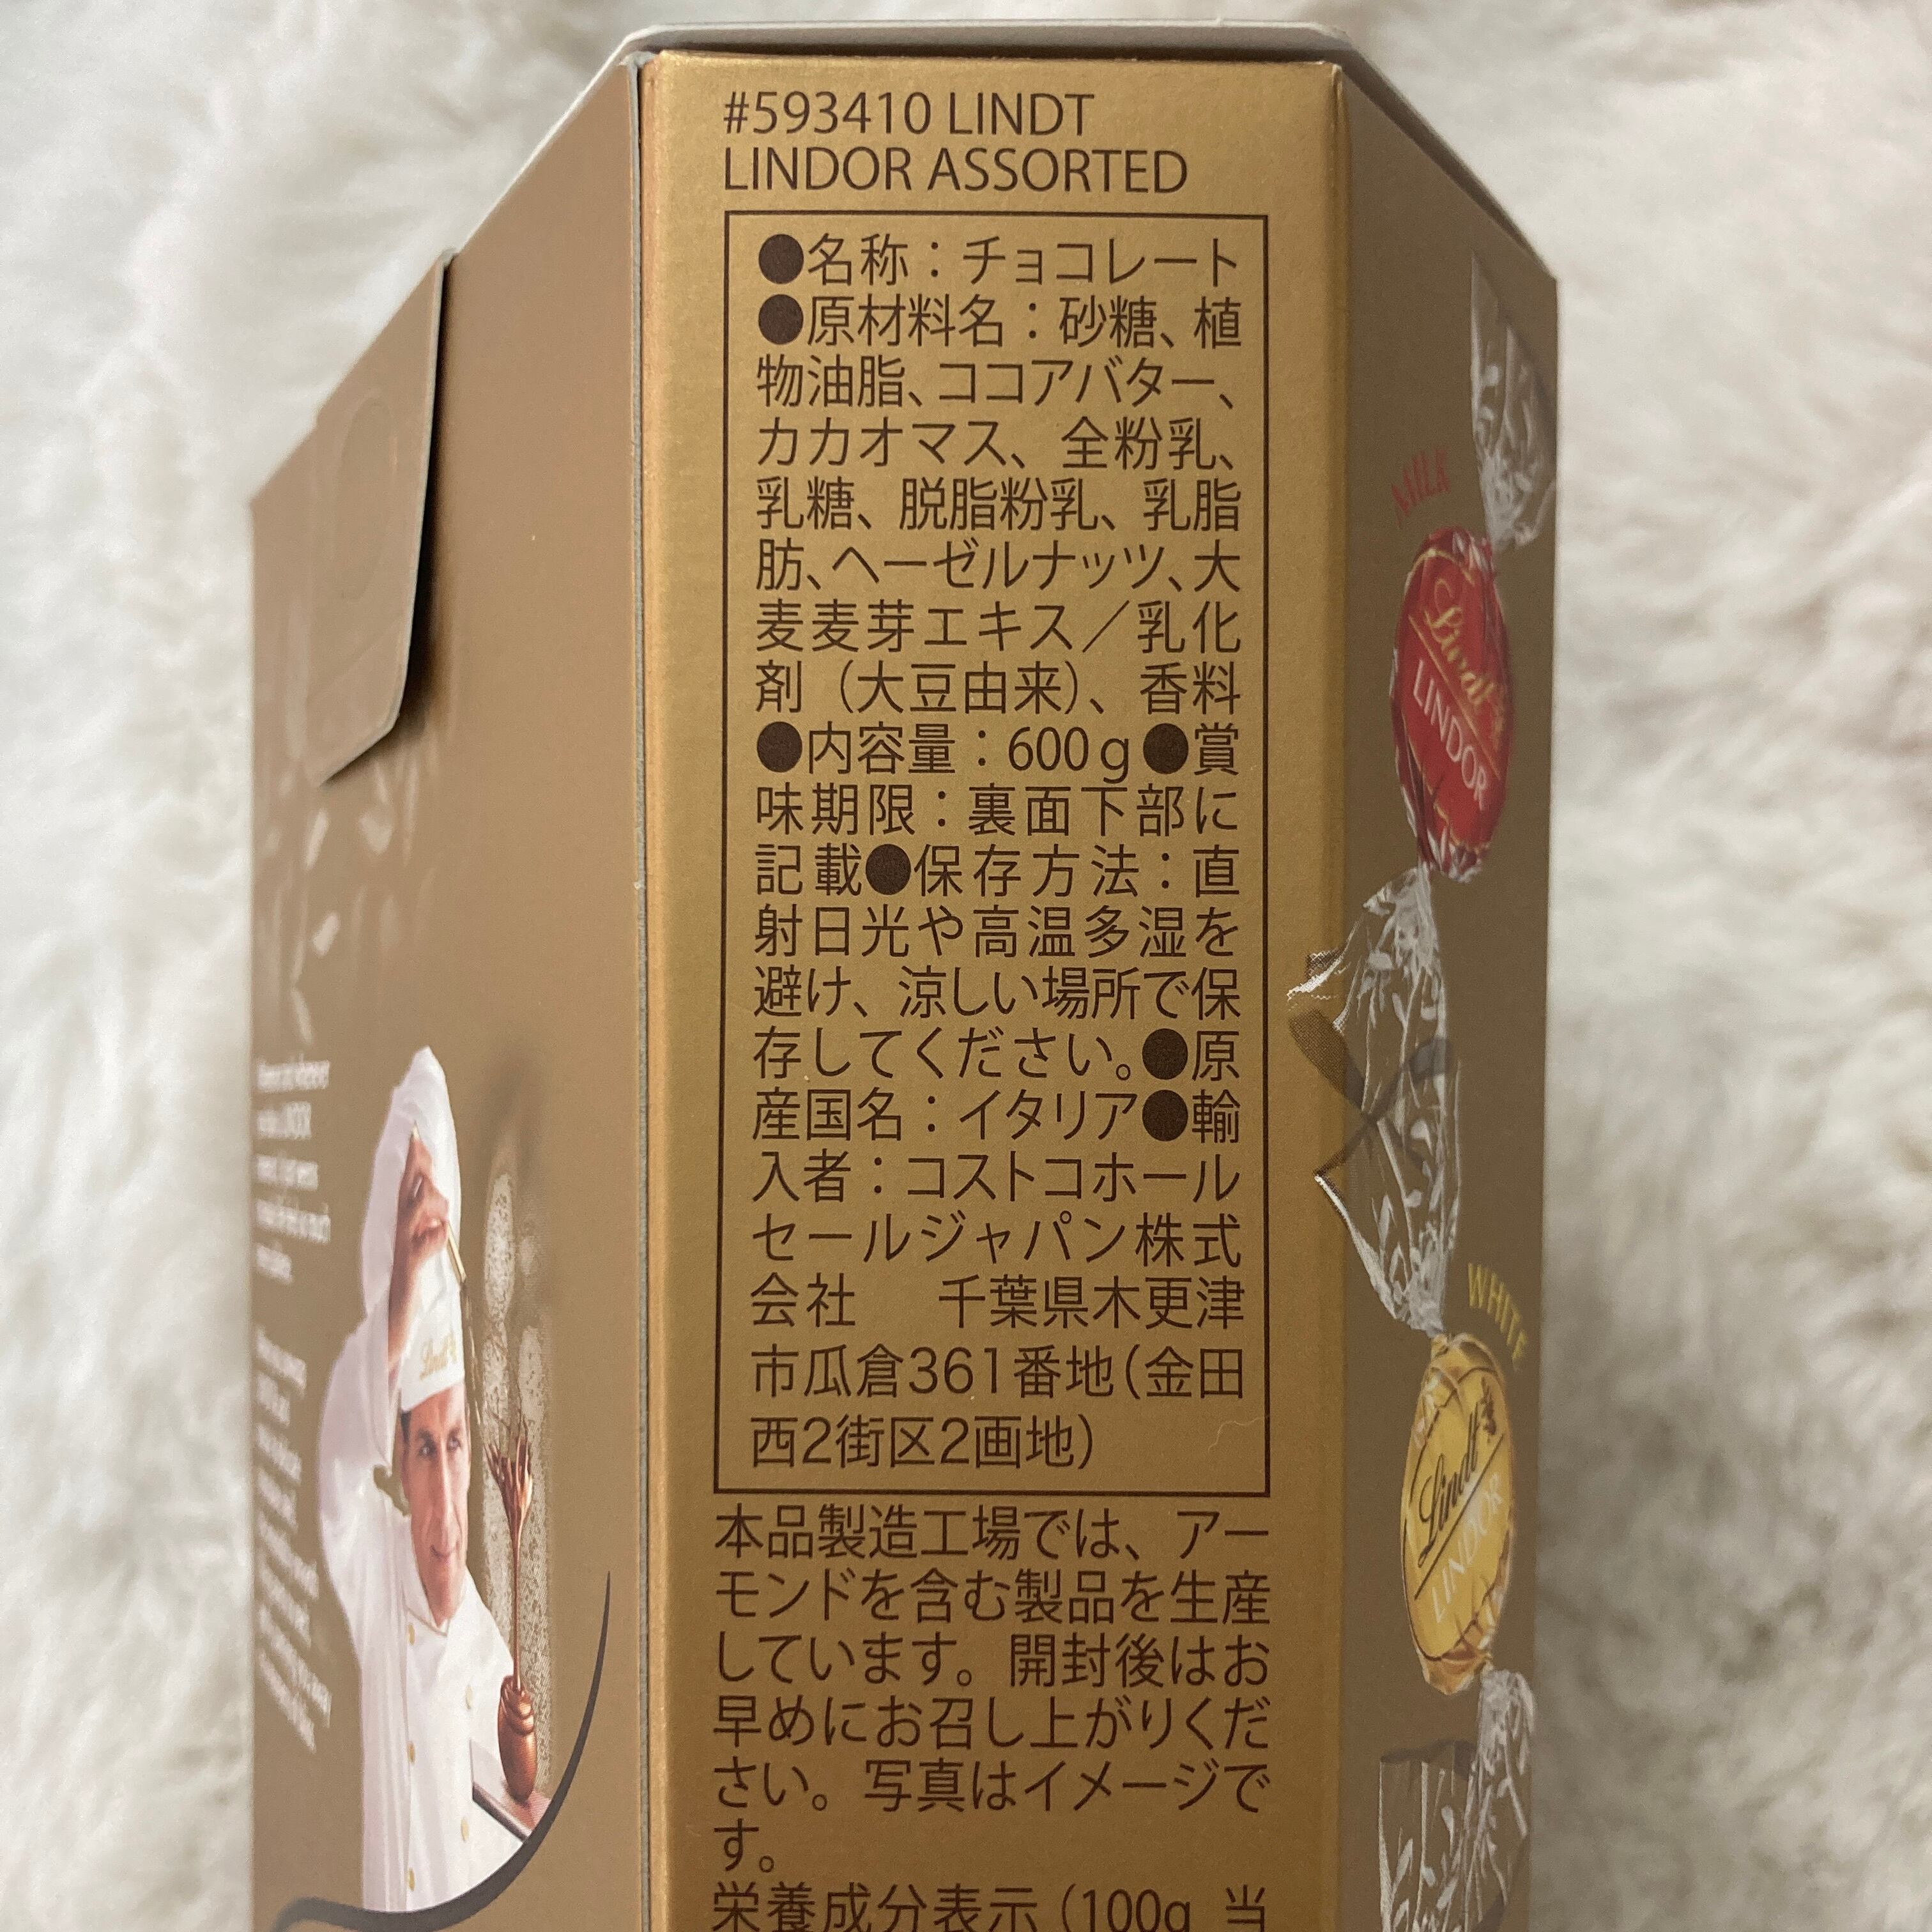 #593410 LINDT
LINDOR ASSORTED
●名称：チョコレート
●原材料名：砂糖、植
物油脂、ココアバター、
カカオマス、全粉乳、
乳糖、脱脂粉乳、乳脂
肪、ヘーゼルナッツ、大
麦麦芽エキス／乳化
剤（大豆由来）、香料
●内容量：600g●賞
味期限：裏面下部に
記載●保存方法：直
射日光や高温多湿を
避け、涼しい場所で保
存してください。●原
産国名：イタリア●輸
入者：コストコホール
セールジャパン株式
会社　千葉県木更津
市瓜倉361番地(金田
西2街区2画地)
本品製造工場では、アー
モンドを含む製品を生産
しています。開封後はお
早めにお召し上がりくだ
さい。写真はイメージで
す。
栄養成分表示（100g 当
MILK
Lindt
LINDOR
WHITE
Lindt
LINDOR
Lindt